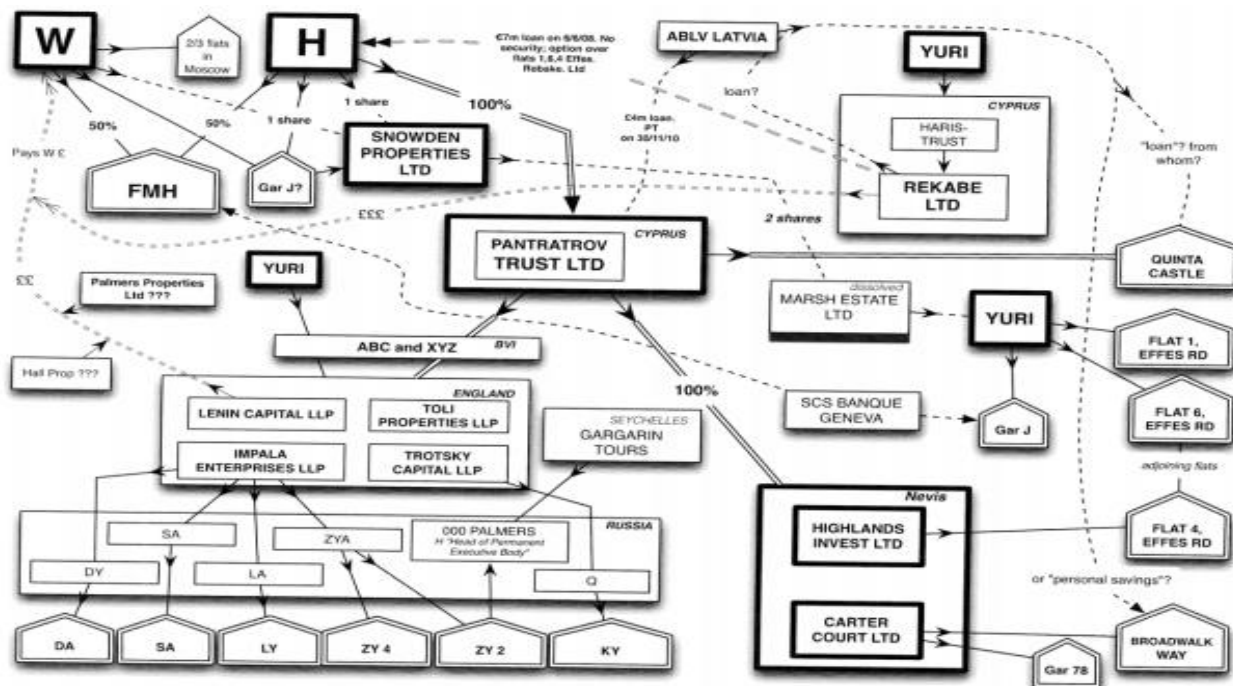 W
2/3 flats
in
Moscow
H
£7m loan on 6/6/08. No
security; option over
flats 1,6,4 Effes.
Rebake. Ltd
ABLV LATVIA
YURI
1 share
100%
loan?
CYPRUS
HARIS-
TRUST
50%
50%
1 share
£4m loan.
PT
on 30/11/10
"loan"? from
whom?
Pays W £
SNOWDEN
PROPERTIES
LTD
FMH
Gar J?
REKABE
LTD
£££
2 shares
CYPRUS
PANTRATROV
TRUST LTD
QUINTA
CASTLE
££
YURI
Palmers Properties
Ltd ???
dissolved
MARSH ESTATE
LTD
YURI
FLAT 1,
EFFES RD
ABC and XYZ
BVI
Hall Prop ???
100%
ENGLAND
LENIN CAPITAL LLP
TOLI
PROPERTIES LLP
SCS BANQUE
GENEVA
Gar J
FLAT 6,
EFFES RD
SEYCHELLES
GARGARIN
TOURS
IMPALA
ENTERPRISES LLP
TROTSKY
CAPITAL LLP
adjoining flats
Nevis
HIGHLANDS
INVEST LTD
FLAT 4,
EFFES RD
RUSSIA
SA
ZYA
000 PALMERS
H "Head of Permanent
Executive Body"
DY
LA
Q
or "personal savings"?
CARTER
COURT LTD
BROADWALK
WAY
Gar 78
DA
SA
LY
ZY 4
ZY 2
KY